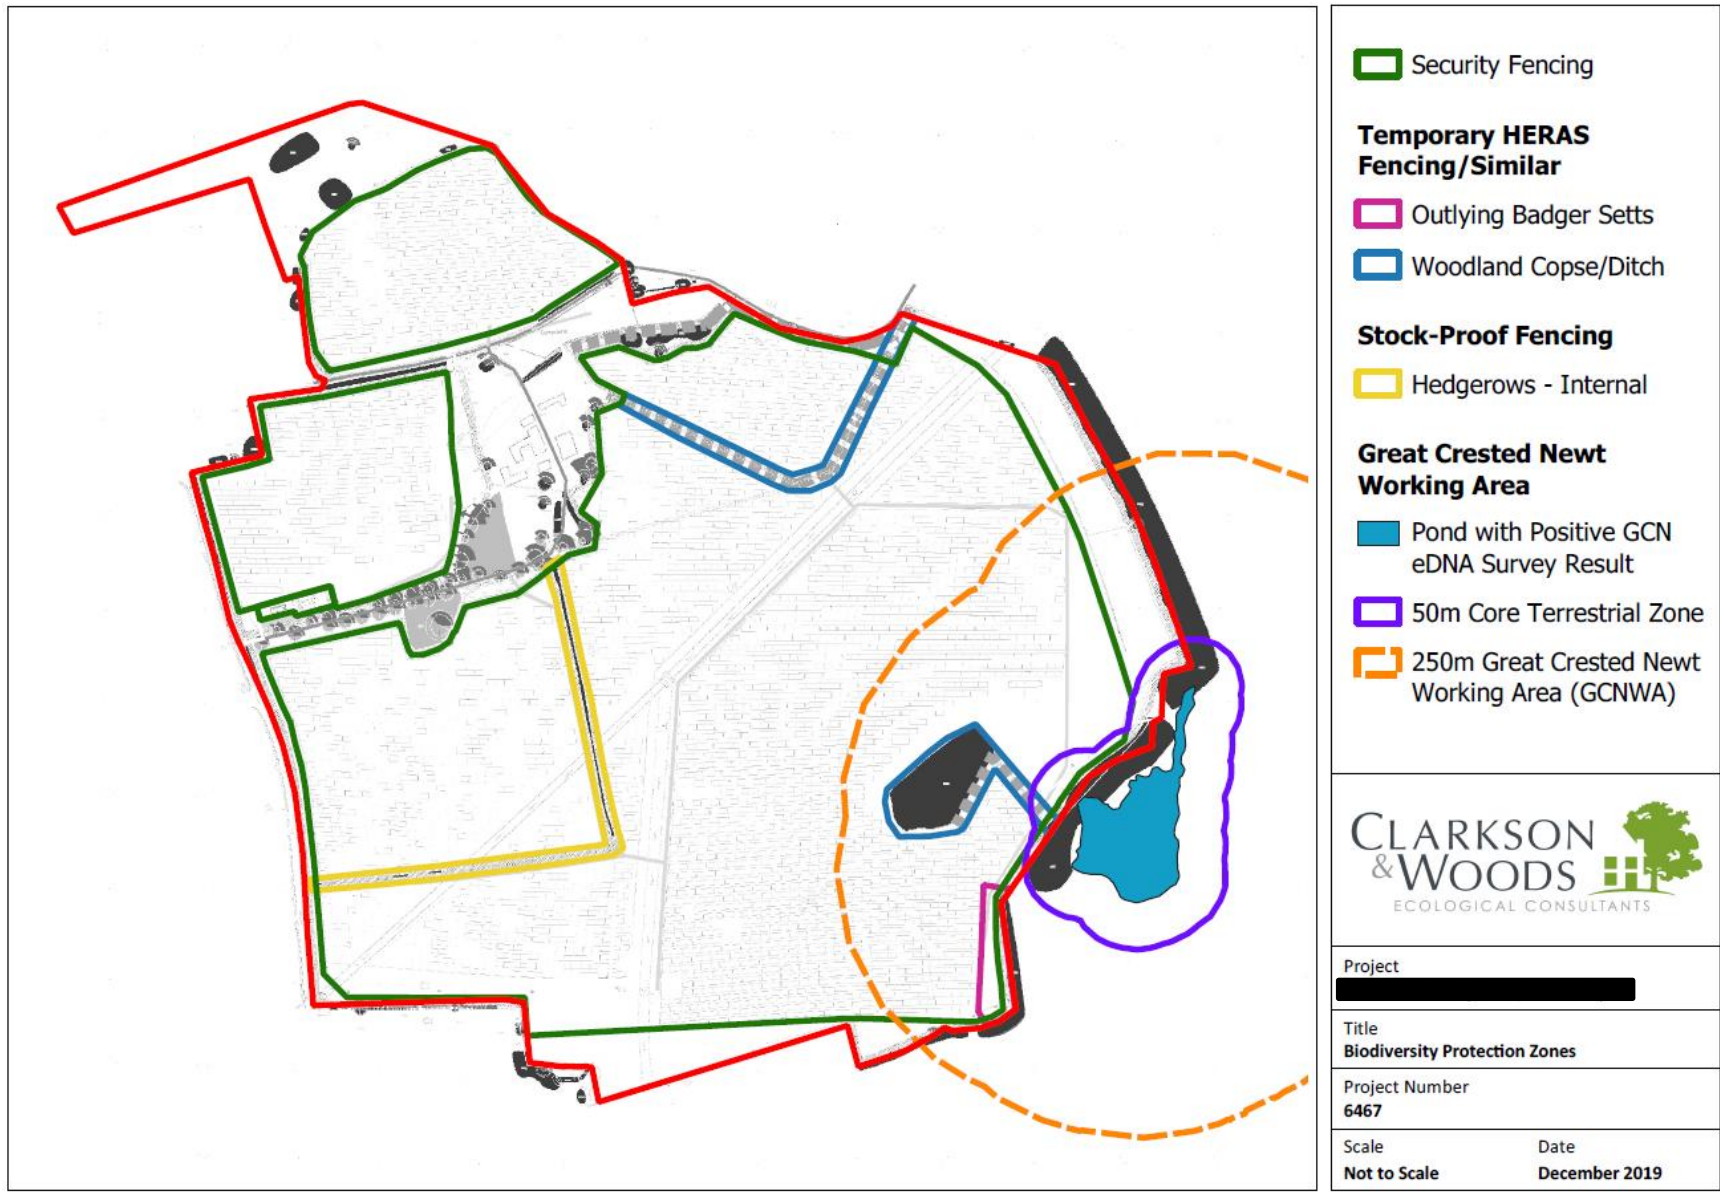 Security Fencing
Temporary HERAS
Fencing/Similar
Outlying Badger Setts
Woodland Copse/Ditch
Stock-Proof Fencing
Hedgerows - Internal
Great Crested Newt
Working Area
Pond with Positive GCN
eDNA Survey Result
50m Core Terrestrial Zone
250m Great Crested Newt
Working Area (GCNWA)
CLARKSON
&WOODS
ECOLOGICAL CONSULTANTS
Project
Title
Biodiversity Protection Zones
Project Number
6467
Scale
Not to Scale
Date
December 2019